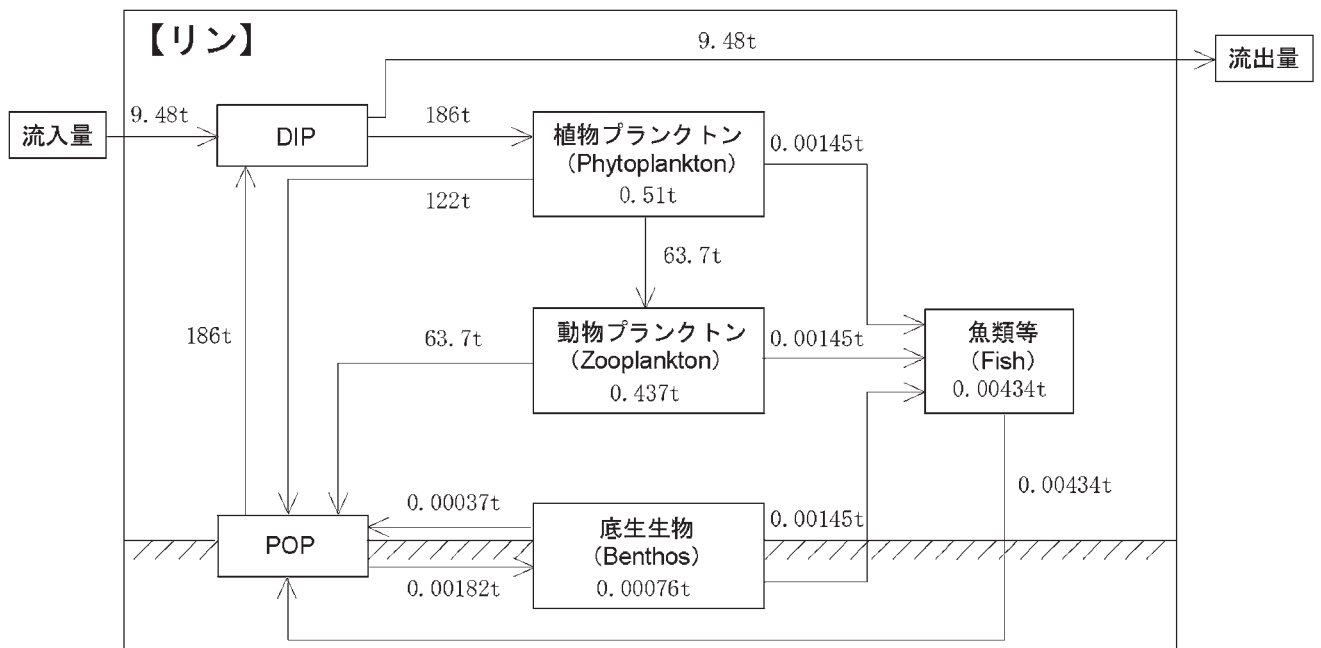 【リン】
9.48t
流出量
流入量
9.48t
DIP
186t
植物プランクトン
（Phytoplankton）
0.51t
0.00145t
122t
63.7t
186t
63.7t
動物プランクトン
（Zooplankton）
0.437t
0.00145t
魚類等
（Fish）
0.00434t
0.00434t
0.00037t
POP
0.00182t
底生生物
（Benthos）
0.00076t
0.00145t